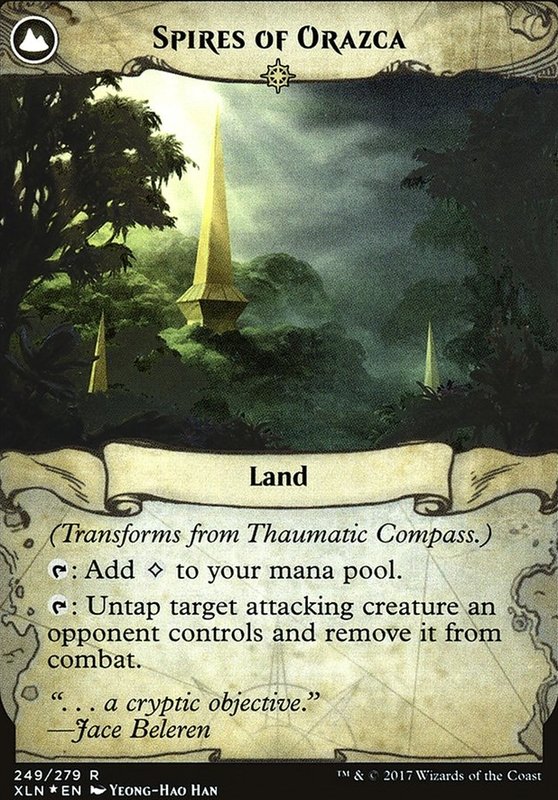 Spires of Orazca
Land
(Transforms from Thaumatic Compass.)
: Add to your mana pool.
: Untap target attacking creature an
opponent controls and remove it from
combat.
“. . . a cryptic objective.”
—Jace Beleren
249/279 R
XLN ★ EN Yeong-Hao Han
™ & © 2017 Wizards of the Coast